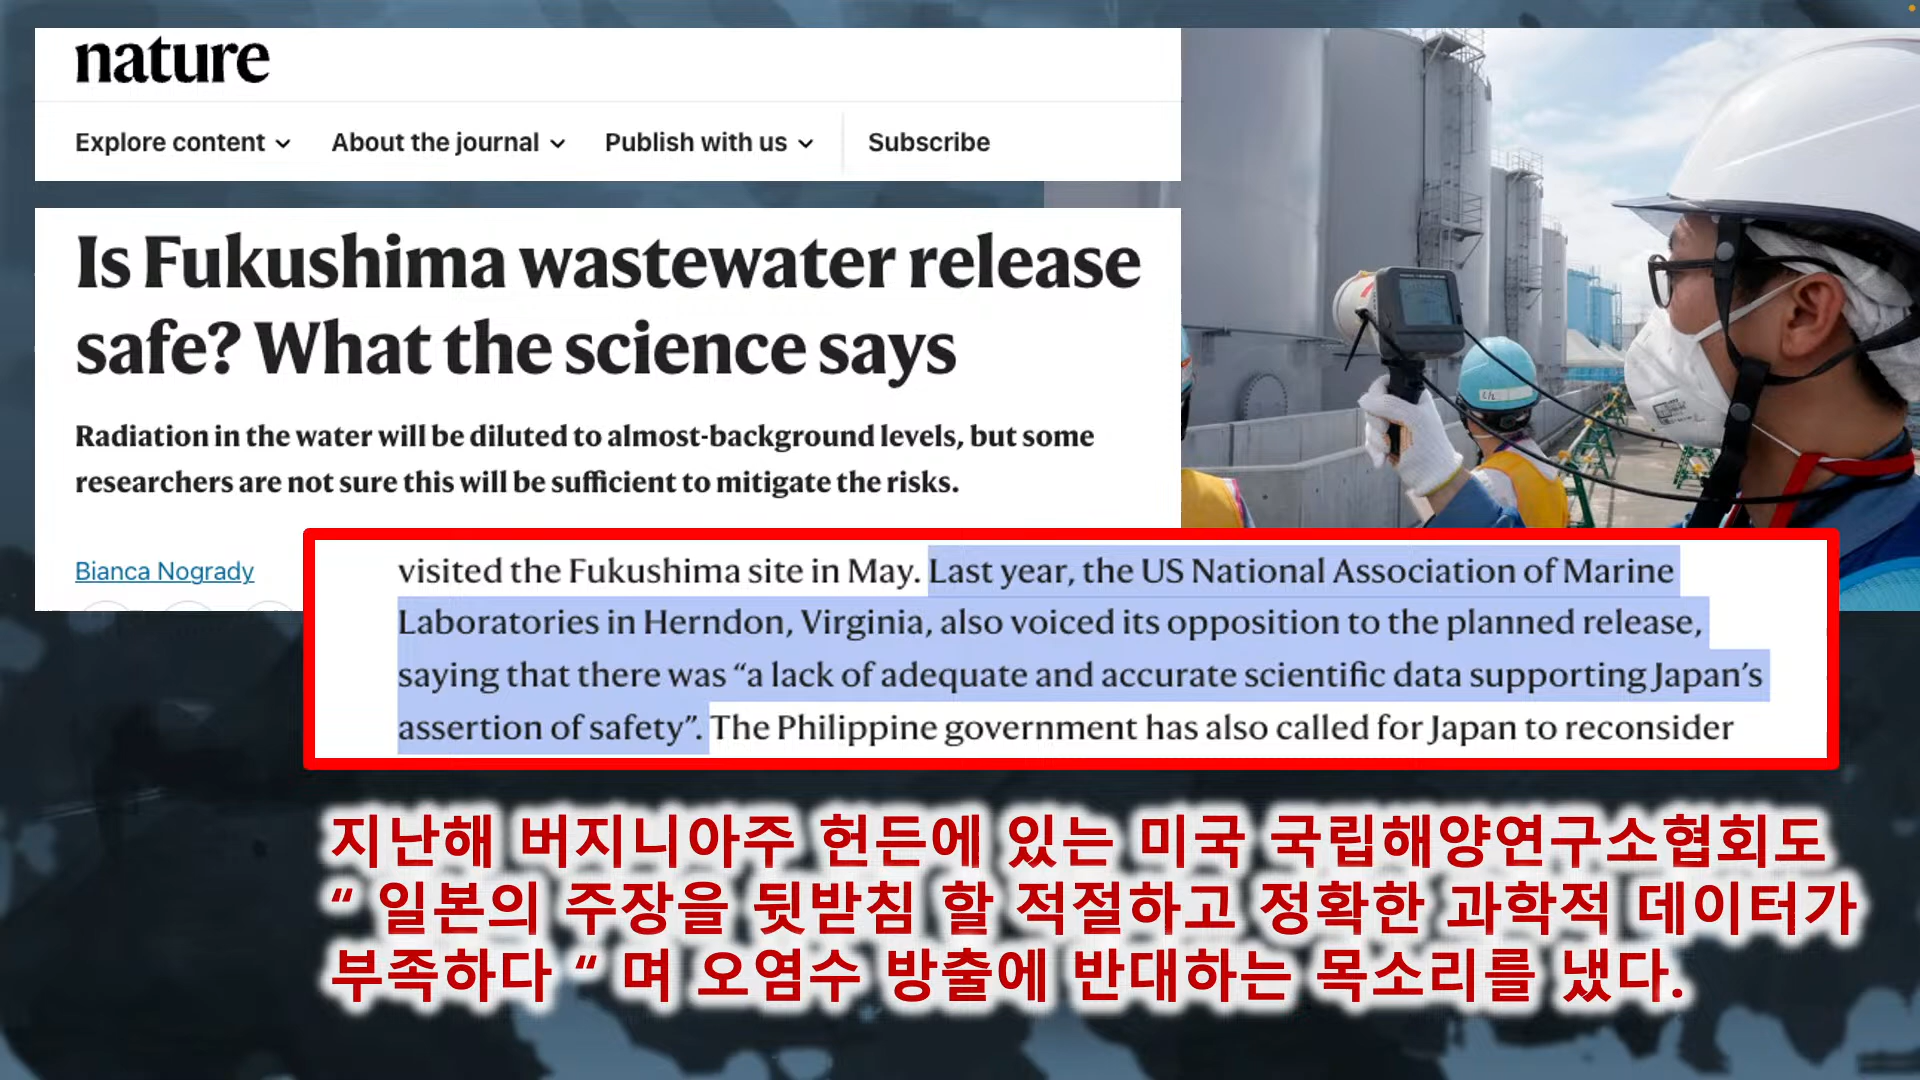 nature
Explore content About the journal Publish with us Subscribe
Is Fukushima wastewater release
safe? What the science says
Radiation in the water will be diluted to almost-background levels, but some
researchers are not sure this will be sufficient to mitigate the risks.
Bianca Nogrady
visited the Fukushima site in May. Last year, the US National Association of Marine
Laboratories in Herndon, Virginia, also voiced its opposition to the planned release,
saying that there was “a lack of adequate and accurate scientific data supporting Japan’s
assertion of safety”. The Philippine government has also called for Japan to reconsider
지난해 버지니아주 헌든에 있는 미국 국립해양연구소협회도
“ 일본의 주장을 뒷받침 할 적절하고 정확한 과학적 데이터가
부족하다 “ 며 오염수 방출에 반대하는 목소리를 냈다.